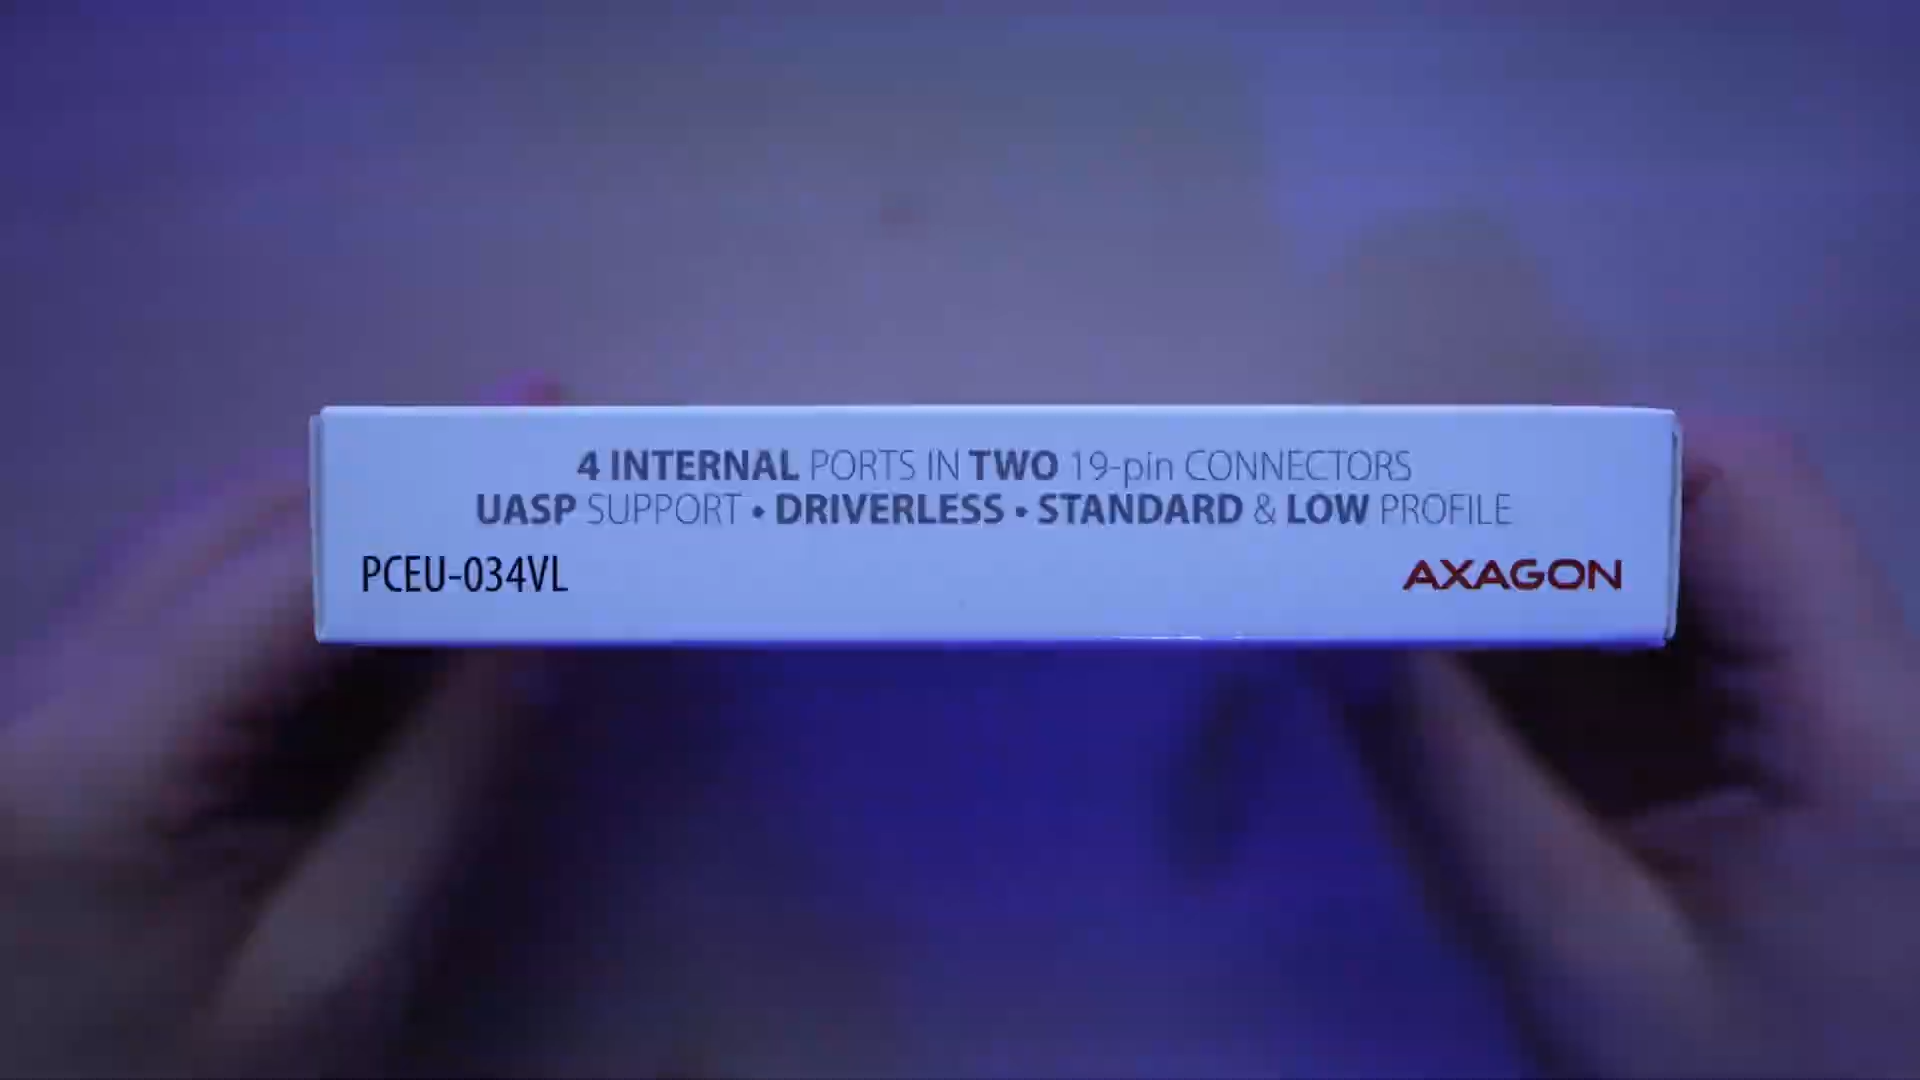 4 INTERNAL PORTS IN TWO 19-pin CONNECTORS
UASP SUPPORT • DRIVERLESS • STANDARD & LOW PROFILE
PCEU-034VL
AXAGON